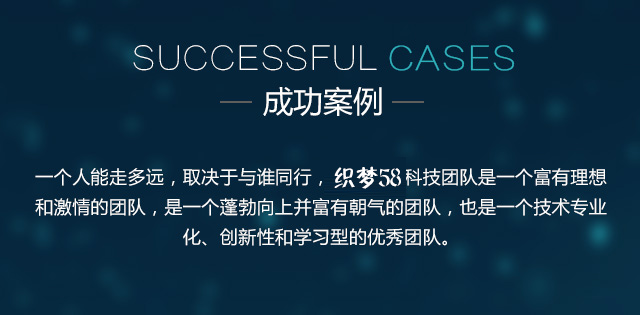 SUCCESSFUL CASES
成功案例
一个人能走多远，取决于与谁同行，织梦58科技团队是一个富有理想
和激情的团队，是一个蓬勃向上并富有朝气的团队，也是一个技术专业
化、创新性和学习型的优秀团队。